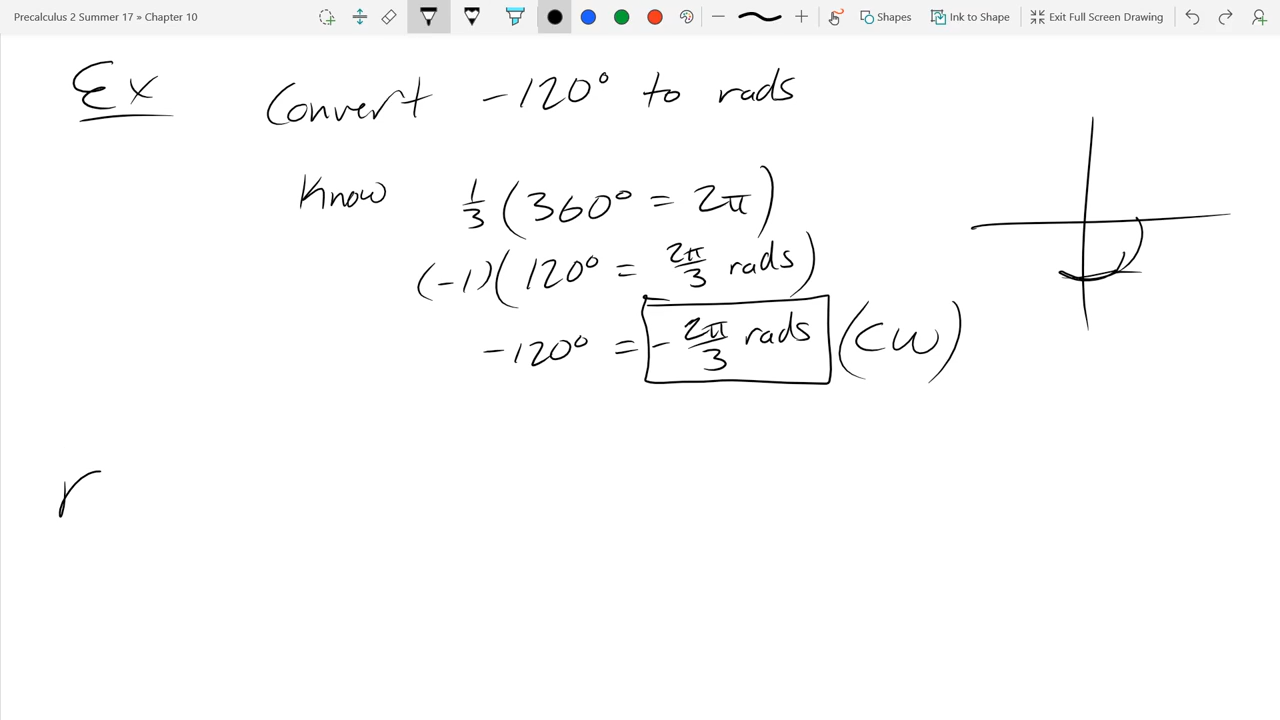 Precalculus 2 Summer 17 » Chapter 10
Shapes
Ink to Shape
Exit Full Screen Drawing
Ex Convert -120° to rads
Know 1/3 (360° = 2π)
(-1)(120° = 2π/3 rads)
-120° = -2π/3 rads (CW)
r